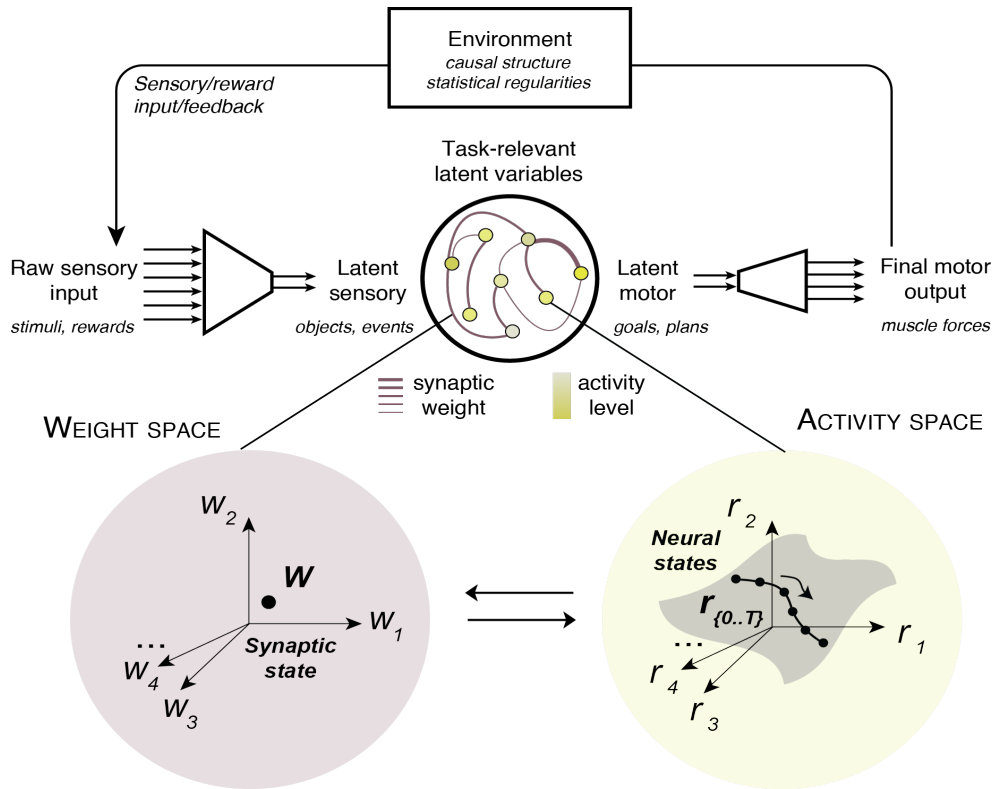 Environment
causal structure
statistical regularities
Sensory/reward
input/feedback
Task-relevant
latent variables
Raw sensory
input
stimuli, rewards
Latent
sensory
objects, events
Latent
motor
goals, plans
Final motor
output
muscle forces
synaptic
weight
activity
level
WEIGHT SPACE
ACTIVITY SPACE
W2
W
W1
...
W4
W3
Synaptic
state
r2
Neural
states
r{0..T}
r1
...
r4
r3